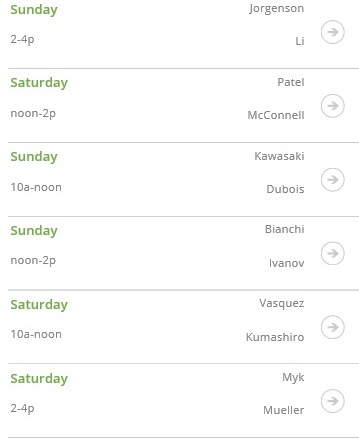 Sunday Jorgenson
2-4p Li
Saturday Patel
noon-2p McConnell
Sunday Kawasaki
10a-noon Dubois
Sunday Bianchi
noon-2p Ivanov
Saturday Vasquez
10a-noon Kumashiro
Saturday Myk
2-4p Mueller